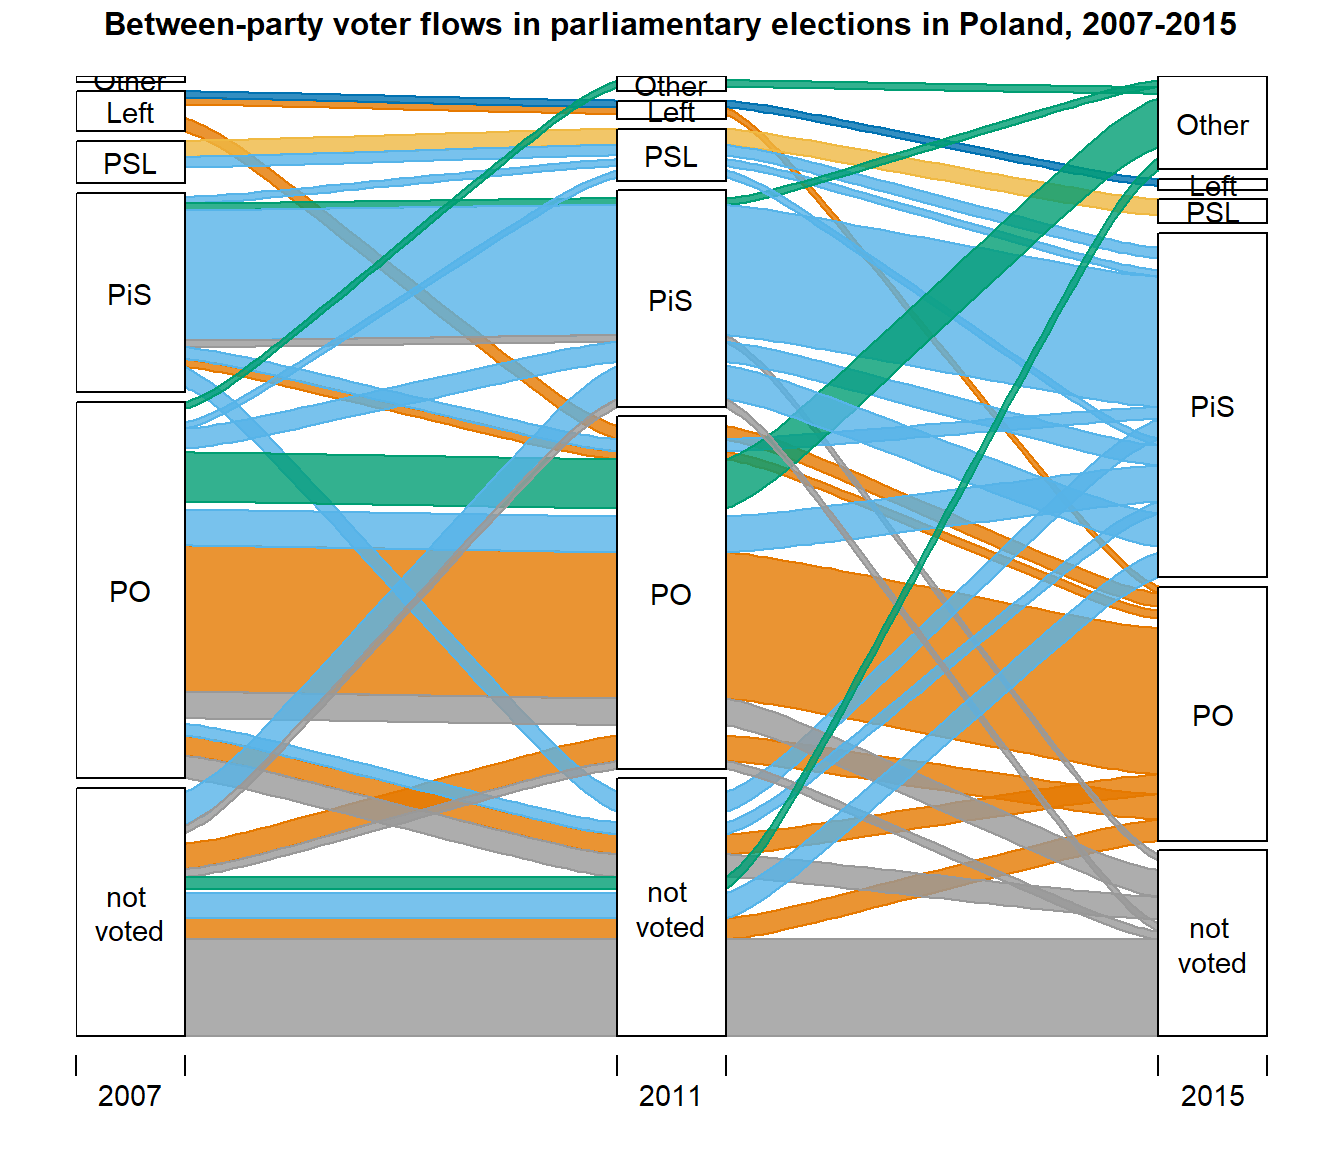 Between-party voter flows in parliamentary elections in Poland, 2007-2015
Other
Left
PSL
PiS
PO
not
voted
Other
Left
PSL
PiS
PO
not
voted
Other
Left
PSL
PiS
PO
not
voted
2007
2011
2015